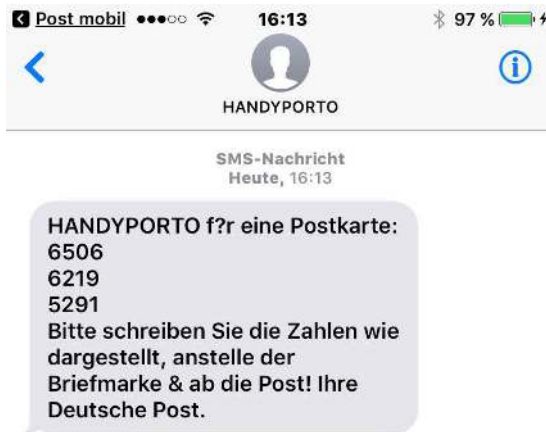 Post mobil 16:13 97 %
HANDYPORTO
SMS-Nachricht
Heute, 16:13
HANDYPORTO f?r eine Postkarte:
6506
6219
5291
Bitte schreiben Sie die Zahlen wie
dargestellt, anstelle der
Briefmarke & ab die Post! Ihre
Deutsche Post.